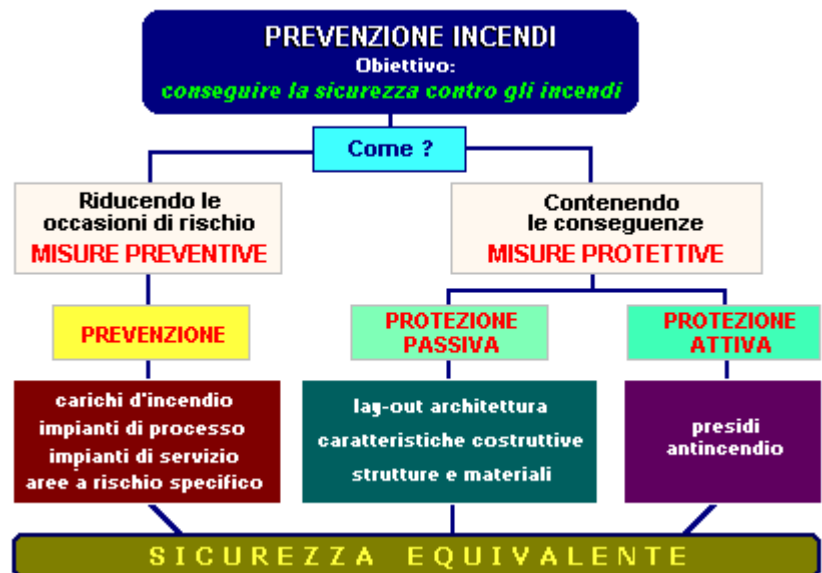 PREVENZIONE INCENDI
Obiettivo:
conseguire la sicurezza contro gli incendi
Come ?
Riducendo le
occasioni di rischio
MISURE PREVENTIVE
Contenendo
le conseguenze
MISURE PROTETTIVE
PREVENZIONE
PROTEZIONE
PASSIVA
PROTEZIONE
ATTIVA
carichi d'incendio
impianti di processo
impianti di servizio
aree a rischio specifico
lay-out architettura
caratteristiche costruttive
strutture e materiali
presidi
antincendio
SICUREZZA EQUIVALENTE